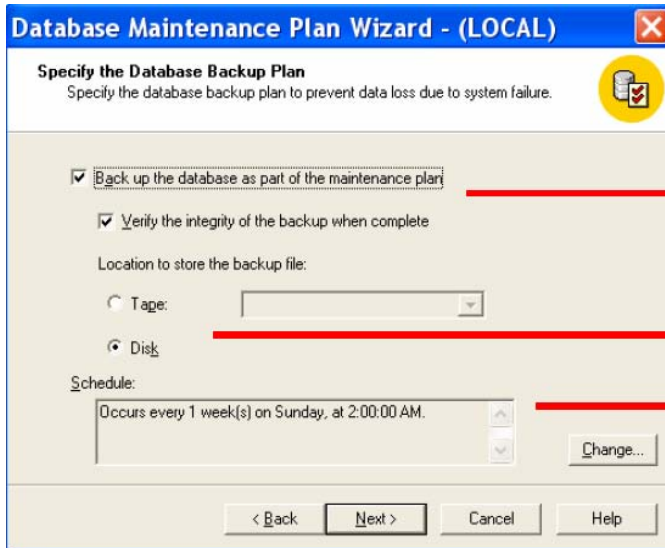 Database Maintenance Plan Wizard - (LOCAL)
Specify the Database Backup Plan
Specify the database backup plan to prevent data loss due to system failure.
Back up the database as part of the maintenance plan
Verify the integrity of the backup when complete
Location to store the backup file:
Tape:
Disk
Schedule:
Occurs every 1 week(s) on Sunday, at 2:00:00 AM.
Change...
< Back Next > Cancel Help